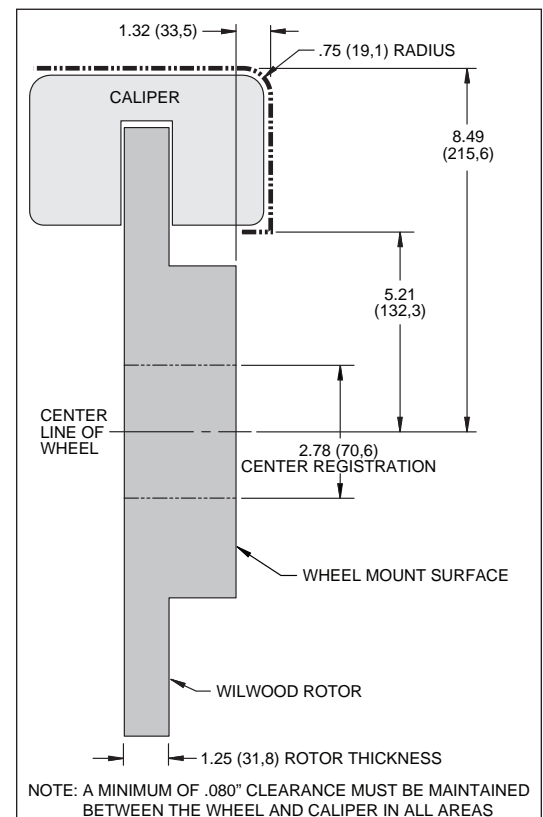 1.32 (33,5)
.75 (19,1) RADIUS
CALIPER
8.49
(215,6)
5.21
(132,3)
CENTER
LINE OF
WHEEL
2.78 (70,6)
CENTER REGISTRATION
WHEEL MOUNT SURFACE
WILWOOD ROTOR
1.25 (31,8) ROTOR THICKNESS
NOTE: A MINIMUM OF .080” CLEARANCE MUST BE MAINTAINED
BETWEEN THE WHEEL AND CALIPER IN ALL AREAS